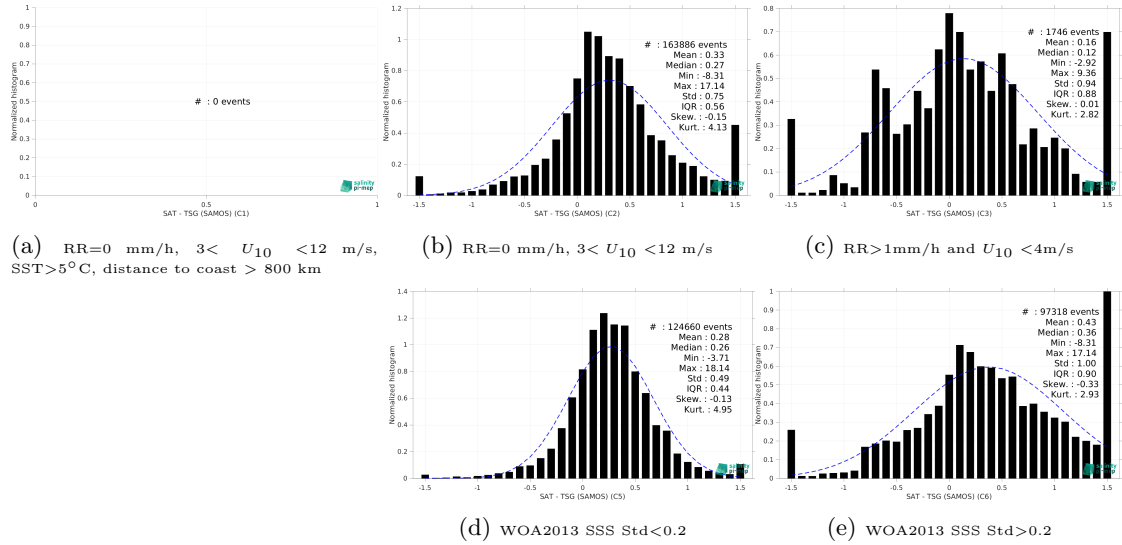 1
0.9
0.8
0.7
0.6
0.5
0.4
0.3
0.2
0.1
0
Normalized histogram
# : 0 events
salinity
pi-mep
0
0.5
1
SAT - TSG (SAMOS) (C1)
(a) RR=0 mm/h, 3< U10 <12 m/s,
SST>5°C, distance to coast > 800 km
1.2
1
0.8
0.6
0.4
0.2
0
Normalized histogram
# : 163886 events
Mean : 0.33
Median : 0.27
Min : -8.31
Max : 17.14
Std : 0.75
IQR : 0.56
Skew. : -0.15
Kurt. : 4.13
salinity
pi-mep
-1.5 -1 -0.5 0 0.5 1 1.5
SAT - TSG (SAMOS) (C2)
(b) RR=0 mm/h, 3< U10 <12 m/s
0.8
0.7
0.6
0.5
0.4
0.3
0.2
0.1
0
Normalized histogram
# : 1746 events
Mean : 0.16
Median : 0.12
Min : -2.92
Max : 9.36
Std : 0.94
IQR : 0.88
Skew. : 0.01
Kurt. : 2.82
salinity
pi-mep
-1.5 -1 -0.5 0 0.5 1 1.5
SAT - TSG (SAMOS) (C3)
(c) RR>1mm/h and U10 <4m/s
1.4
1.2
1
0.8
0.6
0.4
0.2
0
Normalized histogram
# : 124660 events
Mean : 0.28
Median : 0.26
Min : -3.71
Max : 18.14
Std : 0.49
IQR : 0.44
Skew. : -0.13
Kurt. : 4.95
salinity
pi-mep
-1.5 -1 -0.5 0 0.5 1 1.5
SAT - TSG (SAMOS) (C5)
(d) WOA2013 SSS Std<0.2
1
0.9
0.8
0.7
0.6
0.5
0.4
0.3
0.2
0.1
0
Normalized histogram
# : 97318 events
Mean : 0.43
Median : 0.36
Min : -8.31
Max : 17.14
Std : 1.00
IQR : 0.90
Skew. : -0.33
Kurt. : 2.93
salinity
pi-mep
-1.5 -1 -0.5 0 0.5 1 1.5
SAT - TSG (SAMOS) (C6)
(e) WOA2013 SSS Std>0.2